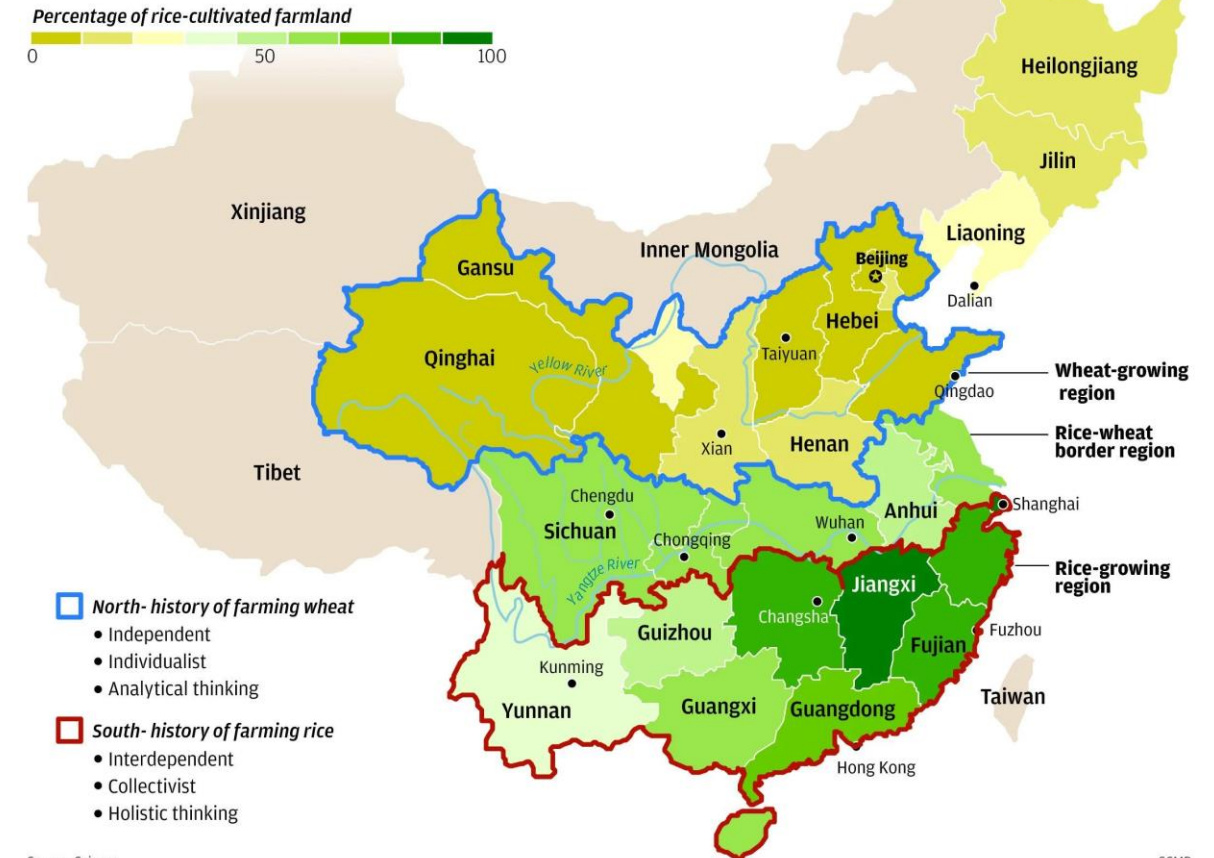 Percentage of rice-cultivated farmland
0
50
100
Heilongjiang
Jilin
Xinjiang
Liaoning
Inner Mongolia
Beijing
Gansu
Dalian
Hebei
Taiyuan
Qinghai
Yellow River
Wheat-growing
region
Qingdao
Rice-wheat
border region
Henan
Xian
Tibet
Chengdu
Shanghai
Anhui
Wuhan
Sichuan
Chongqing
Rice-growing
region
Yangtze River
Jiangxi
Changsha
Fuzhou
Guizhou
Fujian
Kunming
Taiwan
Yunnan
Guangxi
Guangdong
Hong Kong
North- history of farming wheat
• Independent
• Individualist
• Analytical thinking
South- history of farming rice
• Interdependent
• Collectivist
• Holistic thinking